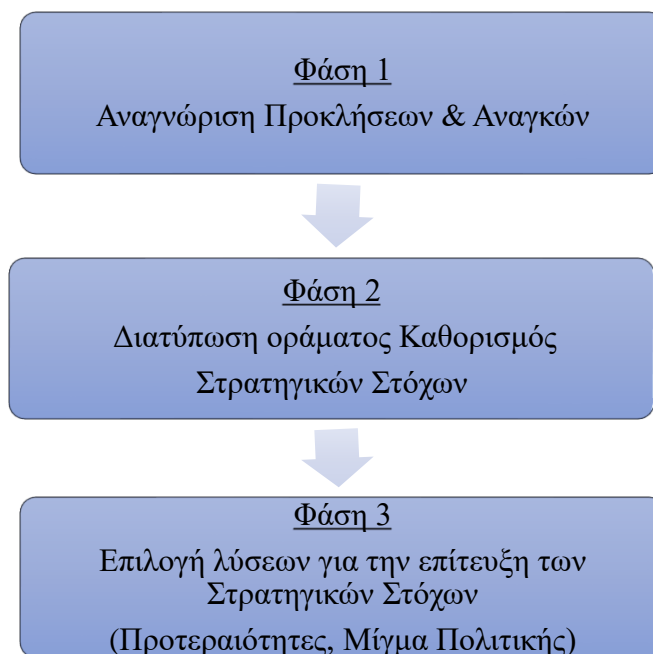 Φάση 1
Αναγνώριση Προκλήσεων & Αναγκών
Φάση 2
Διατύπωση οράματος Καθορισμός
Στρατηγικών Στόχων
Φάση 3
Επιλογή λύσεων για την επίτευξη των
Στρατηγικών Στόχων
(Προτεραιότητες, Μίγμα Πολιτικής)